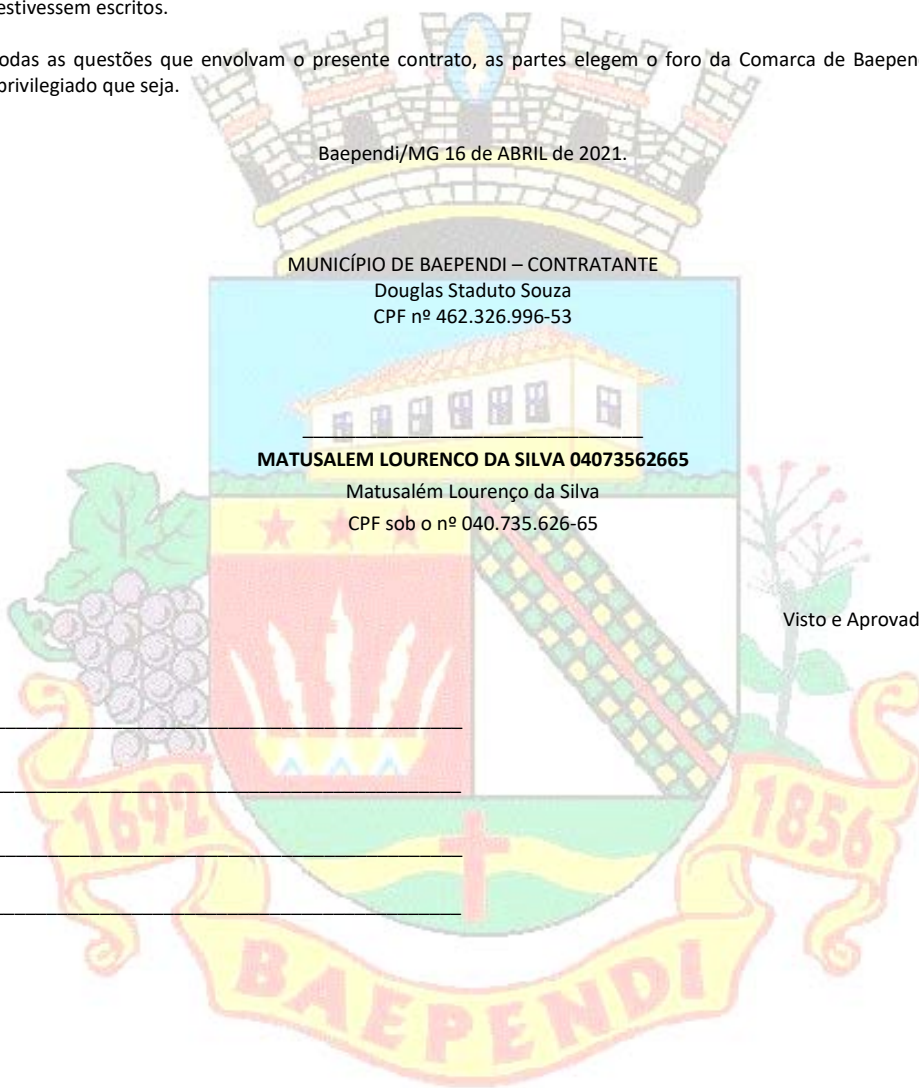 estivessem escritos.
odas as questões que envolvam o presente contrato, as partes elegem o foro da Comarca de Baepen
privilegiado que seja.
Baependi/MG 16 de ABRIL de 2021.
MUNICÍPIO DE BAEPENDI – CONTRATANTE
Douglas Staduto Souza
CPF nº 462.326.996-53
MATUSALEM LOURENCO DA SILVA 04073562665
Matusalém Lourenço da Silva
CPF sob o nº 040.735.626-65
Visto e Aprovad
1692
1856
BAEPENDI